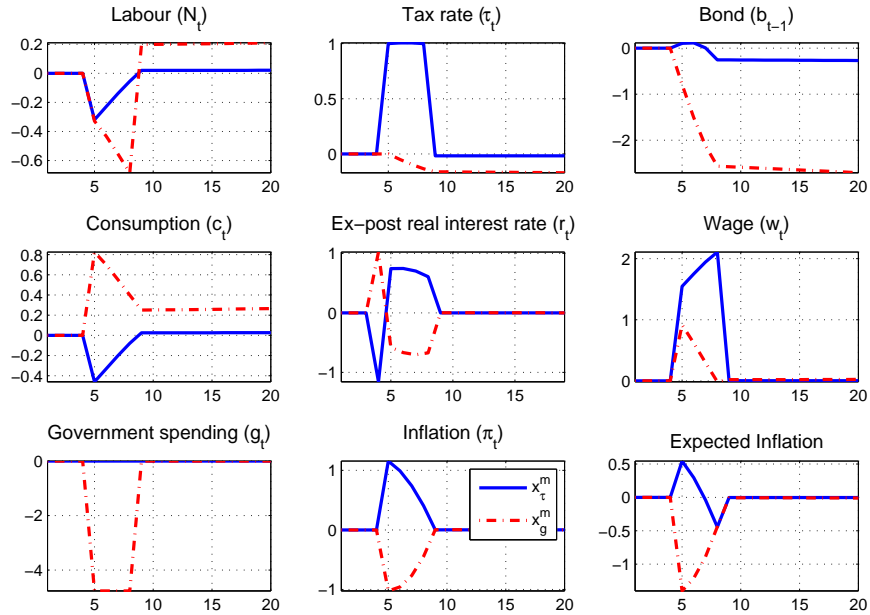 Labour (N_t)
Tax rate (τ_t)
Bond (b_{t−1})
0.2
0
−0.2
−0.4
−0.6
5 10 15 20
1
0.5
0
5 10 15 20
0
−1
−2
5 10 15 20
Consumption (c_t)
Ex−post real interest rate (r_t)
Wage (w_t)
0.8
0.6
0.4
0.2
0
−0.2
−0.4
5 10 15 20
1
0
−1
5 10 15
2
1
0
5 10 15 20
Government spending (g_t)
Inflation (π_t)
Expected Inflation
0
−2
−4
5 10 15 20
1
0
−1
5 10 15 20
x_τ^m
x_g^m
0.5
0
−0.5
−1
5 10 15 20